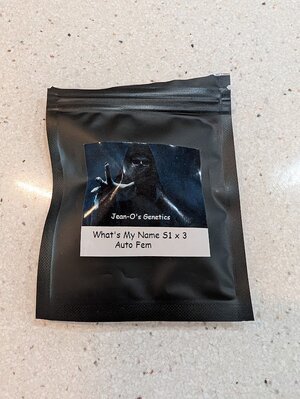 Jean-O's Genetics
What's My Name S1 x 3
Auto Fem